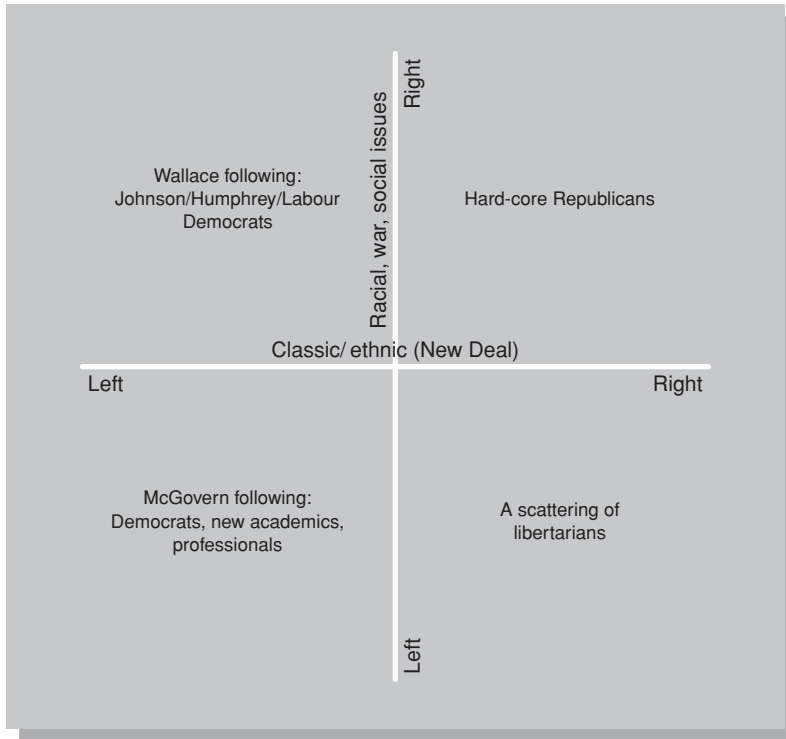 Right
Racial, war, social issues
Wallace following:
Johnson/Humphrey/Labour
Democrats
Hard-core Republicans
Classic/ ethnic (New Deal)
Left
Right
McGovern following:
Democrats, new academics,
professionals
A scattering of
libertarians
Left